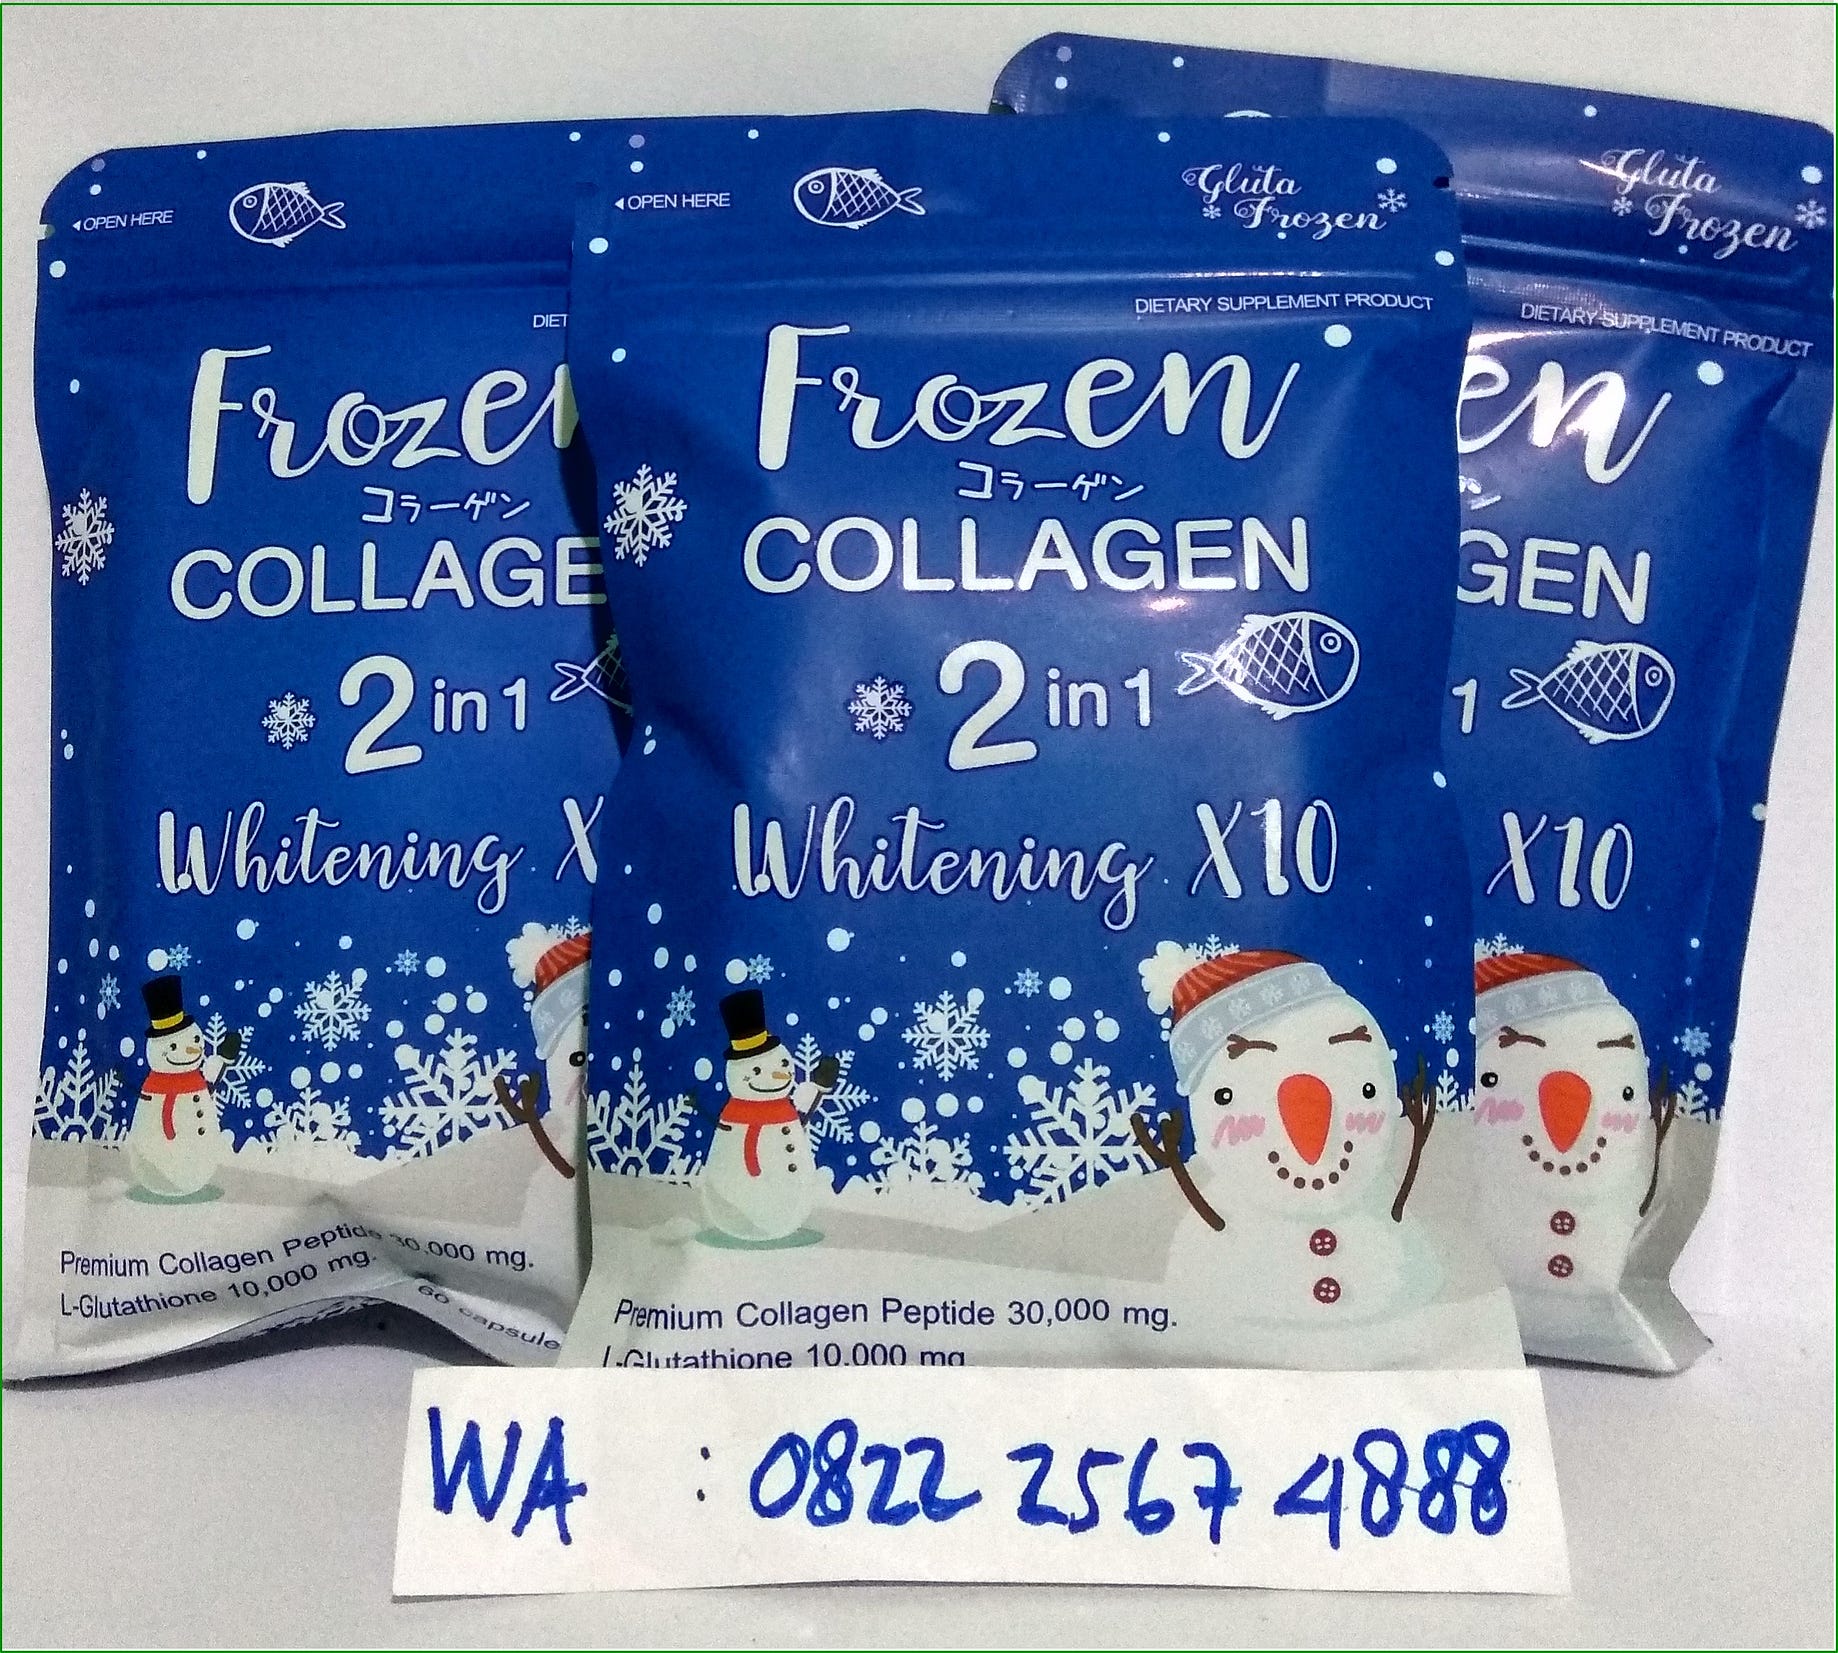 OPEN HERE
DIET
Frozen
コラーゲン
COLLAGE
2 in 1
Whitening X
Premium Collagen Peptide 30,000 mg.
L-Glutathione 10,000 mg.
60 capsule
OPEN HERE
Gluta
Frozen
DIETARY SUPPLEMENT PRODUCT
Frozen
コラーゲン
COLLAGEN
2 in 1
Whitening X10
Premium Collagen Peptide 30,000 mg.
L-Glutathione 10,000 mg
Gluta
Frozen
DIETARY SUPPLEMENT PRODUCT
en
GEN
1
X10
WA : 0822 2567 4888